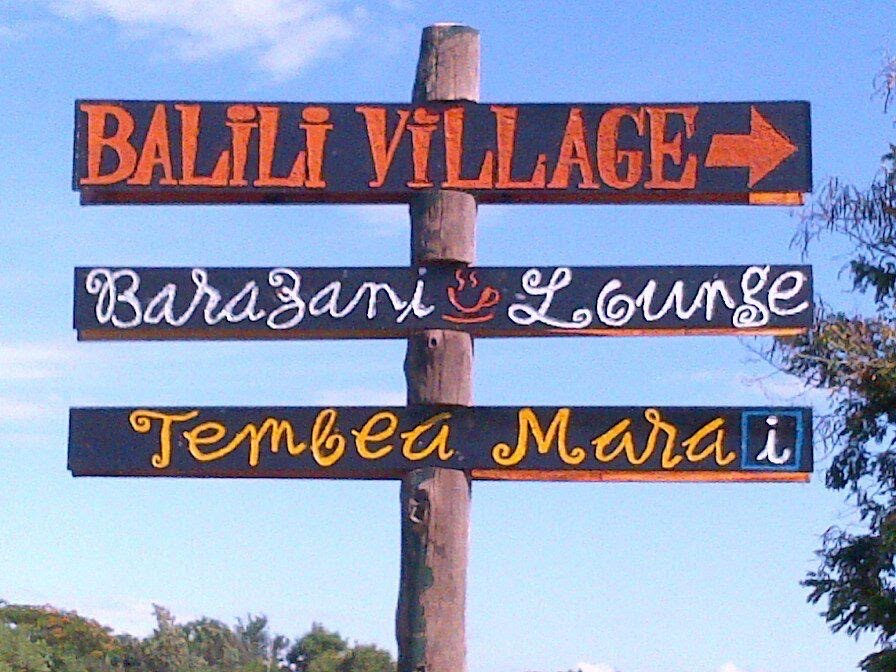 BALiLi ViLLAGE
Barazani Lounge
Tembea Mara i